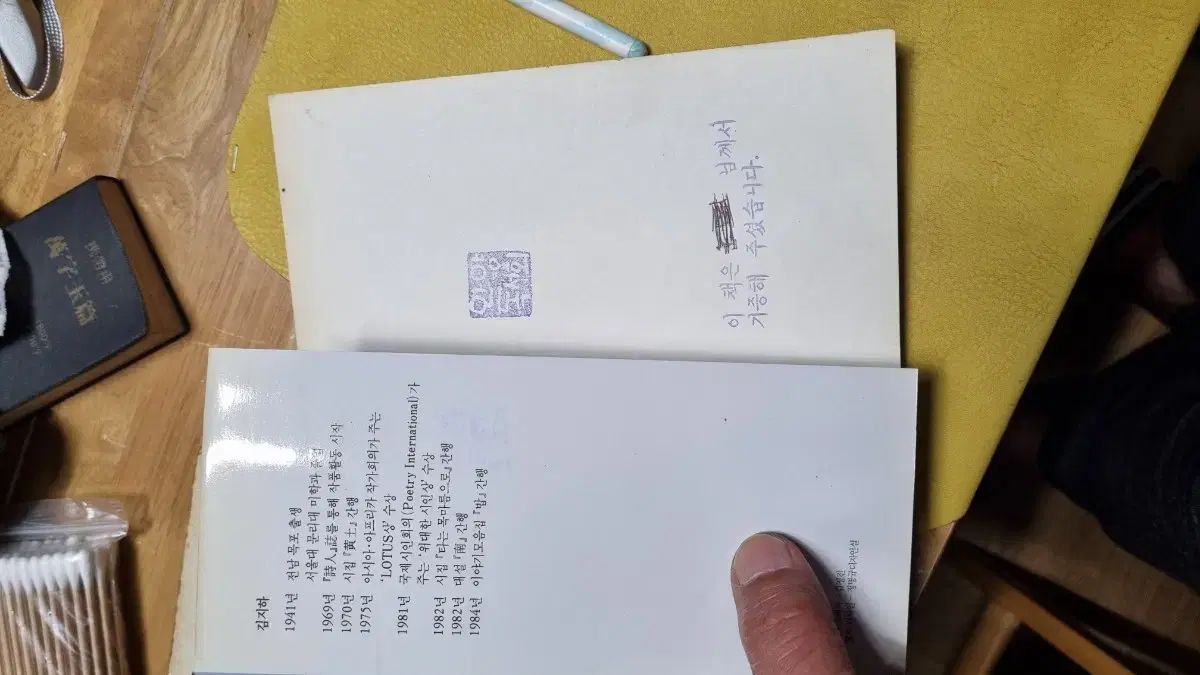 김지하
1941년 전남 목포 출생
서울대 문리대 미학과 졸업
1969년 『詩人』誌를 통해 작품활동 시작
1970년 시집 『黃土』 간행
1975년 아시아·아프리카 작가회의가 주는
'LOTUS상' 수상
1981년 국제시인회의(Poetry International)가
주는 '위대한 시인상' 수상
1982년 시집 『타는 목마름으로』 간행
1982년 대설 『南』 간행
1984년 이야기모음집 『밥』 간행
정병규디자인실
이 책은 님께서
기증해 주셨습니다.